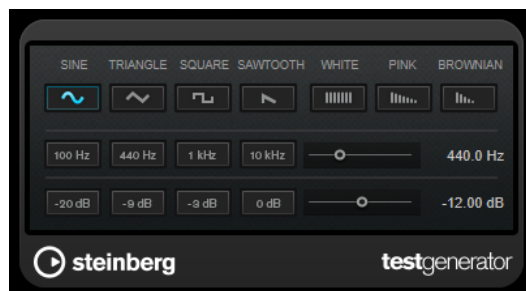 SINE TRIANGLE SQUARE SAWTOOTH WHITE PINK BROWNIAN
100 Hz 440 Hz 1 kHz 10 kHz 440.0 Hz
-20 dB -9 dB -3 dB 0 dB -12.00 dB
steinberg testgenerator